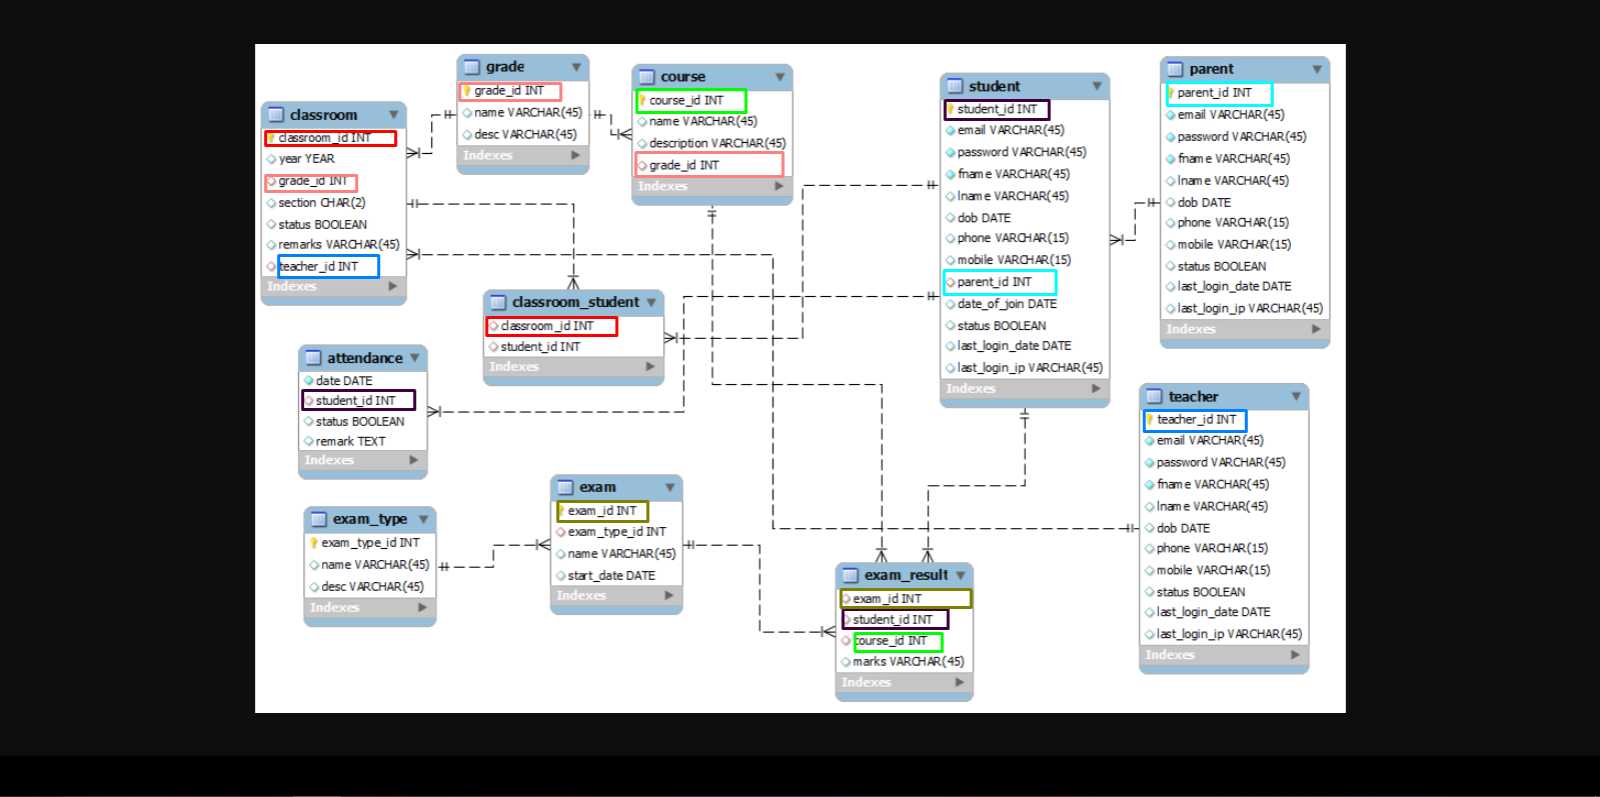 grade
grade_id INT
name VARCHAR(45)
desc VARCHAR(45)
Indexes
course
course_id INT
name VARCHAR(45)
description VARCHAR(45)
grade_id INT
Indexes
classroom
classroom_id INT
year YEAR
grade_id INT
section CHAR(2)
status BOOLEAN
remarks VARCHAR(45)
teacher_id INT
Indexes
student
student_id INT
email VARCHAR(45)
password VARCHAR(45)
fname VARCHAR(45)
lname VARCHAR(45)
dob DATE
phone VARCHAR(15)
mobile VARCHAR(15)
parent_id INT
date_of_join DATE
status BOOLEAN
last_login_date DATE
last_login_ip VARCHAR(45)
Indexes
parent
parent_id INT
email VARCHAR(45)
password VARCHAR(45)
fname VARCHAR(45)
lname VARCHAR(45)
dob DATE
phone VARCHAR(15)
mobile VARCHAR(15)
status BOOLEAN
last_login_date DATE
last_login_ip VARCHAR(45)
Indexes
classroom_student
classroom_id INT
student_id INT
Indexes
attendance
date DATE
student_id INT
status BOOLEAN
remark TEXT
Indexes
teacher
teacher_id INT
email VARCHAR(45)
password VARCHAR(45)
fname VARCHAR(45)
lname VARCHAR(45)
dob DATE
phone VARCHAR(15)
mobile VARCHAR(15)
status BOOLEAN
last_login_date DATE
last_login_ip VARCHAR(45)
Indexes
exam_type
exam_type_id INT
name VARCHAR(45)
desc VARCHAR(45)
Indexes
exam
exam_id INT
exam_type_id INT
name VARCHAR(45)
start_date DATE
Indexes
exam_result
exam_id INT
student_id INT
course_id INT
marks VARCHAR(45)
Indexes